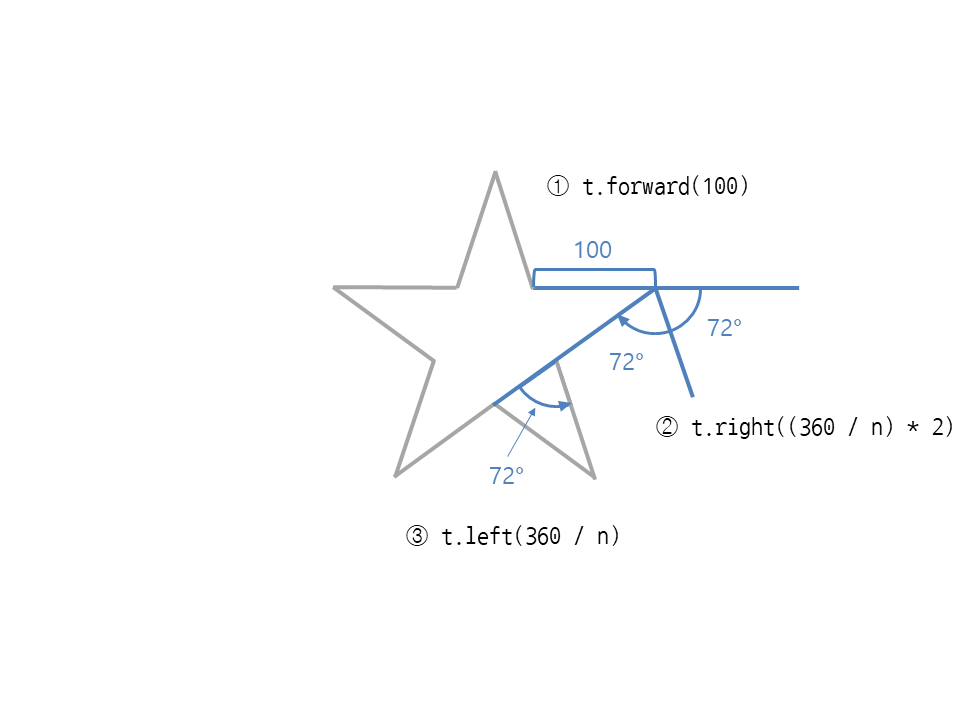 ① t.forward(100)
100
72°
72°
② t.right((360 / n) * 2)
72°
③ t.left(360 / n)